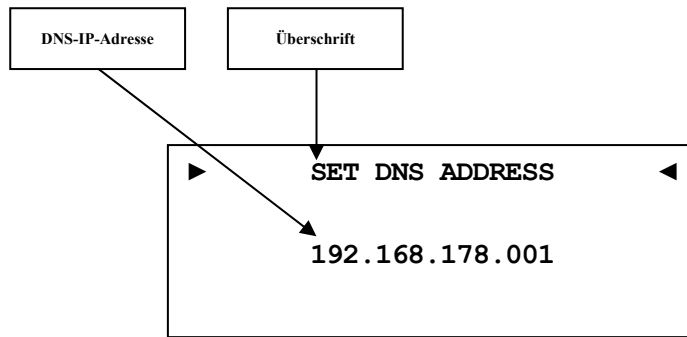 DNS-IP-Adresse
Überschrift
► SET DNS ADDRESS ◄
192.168.178.001